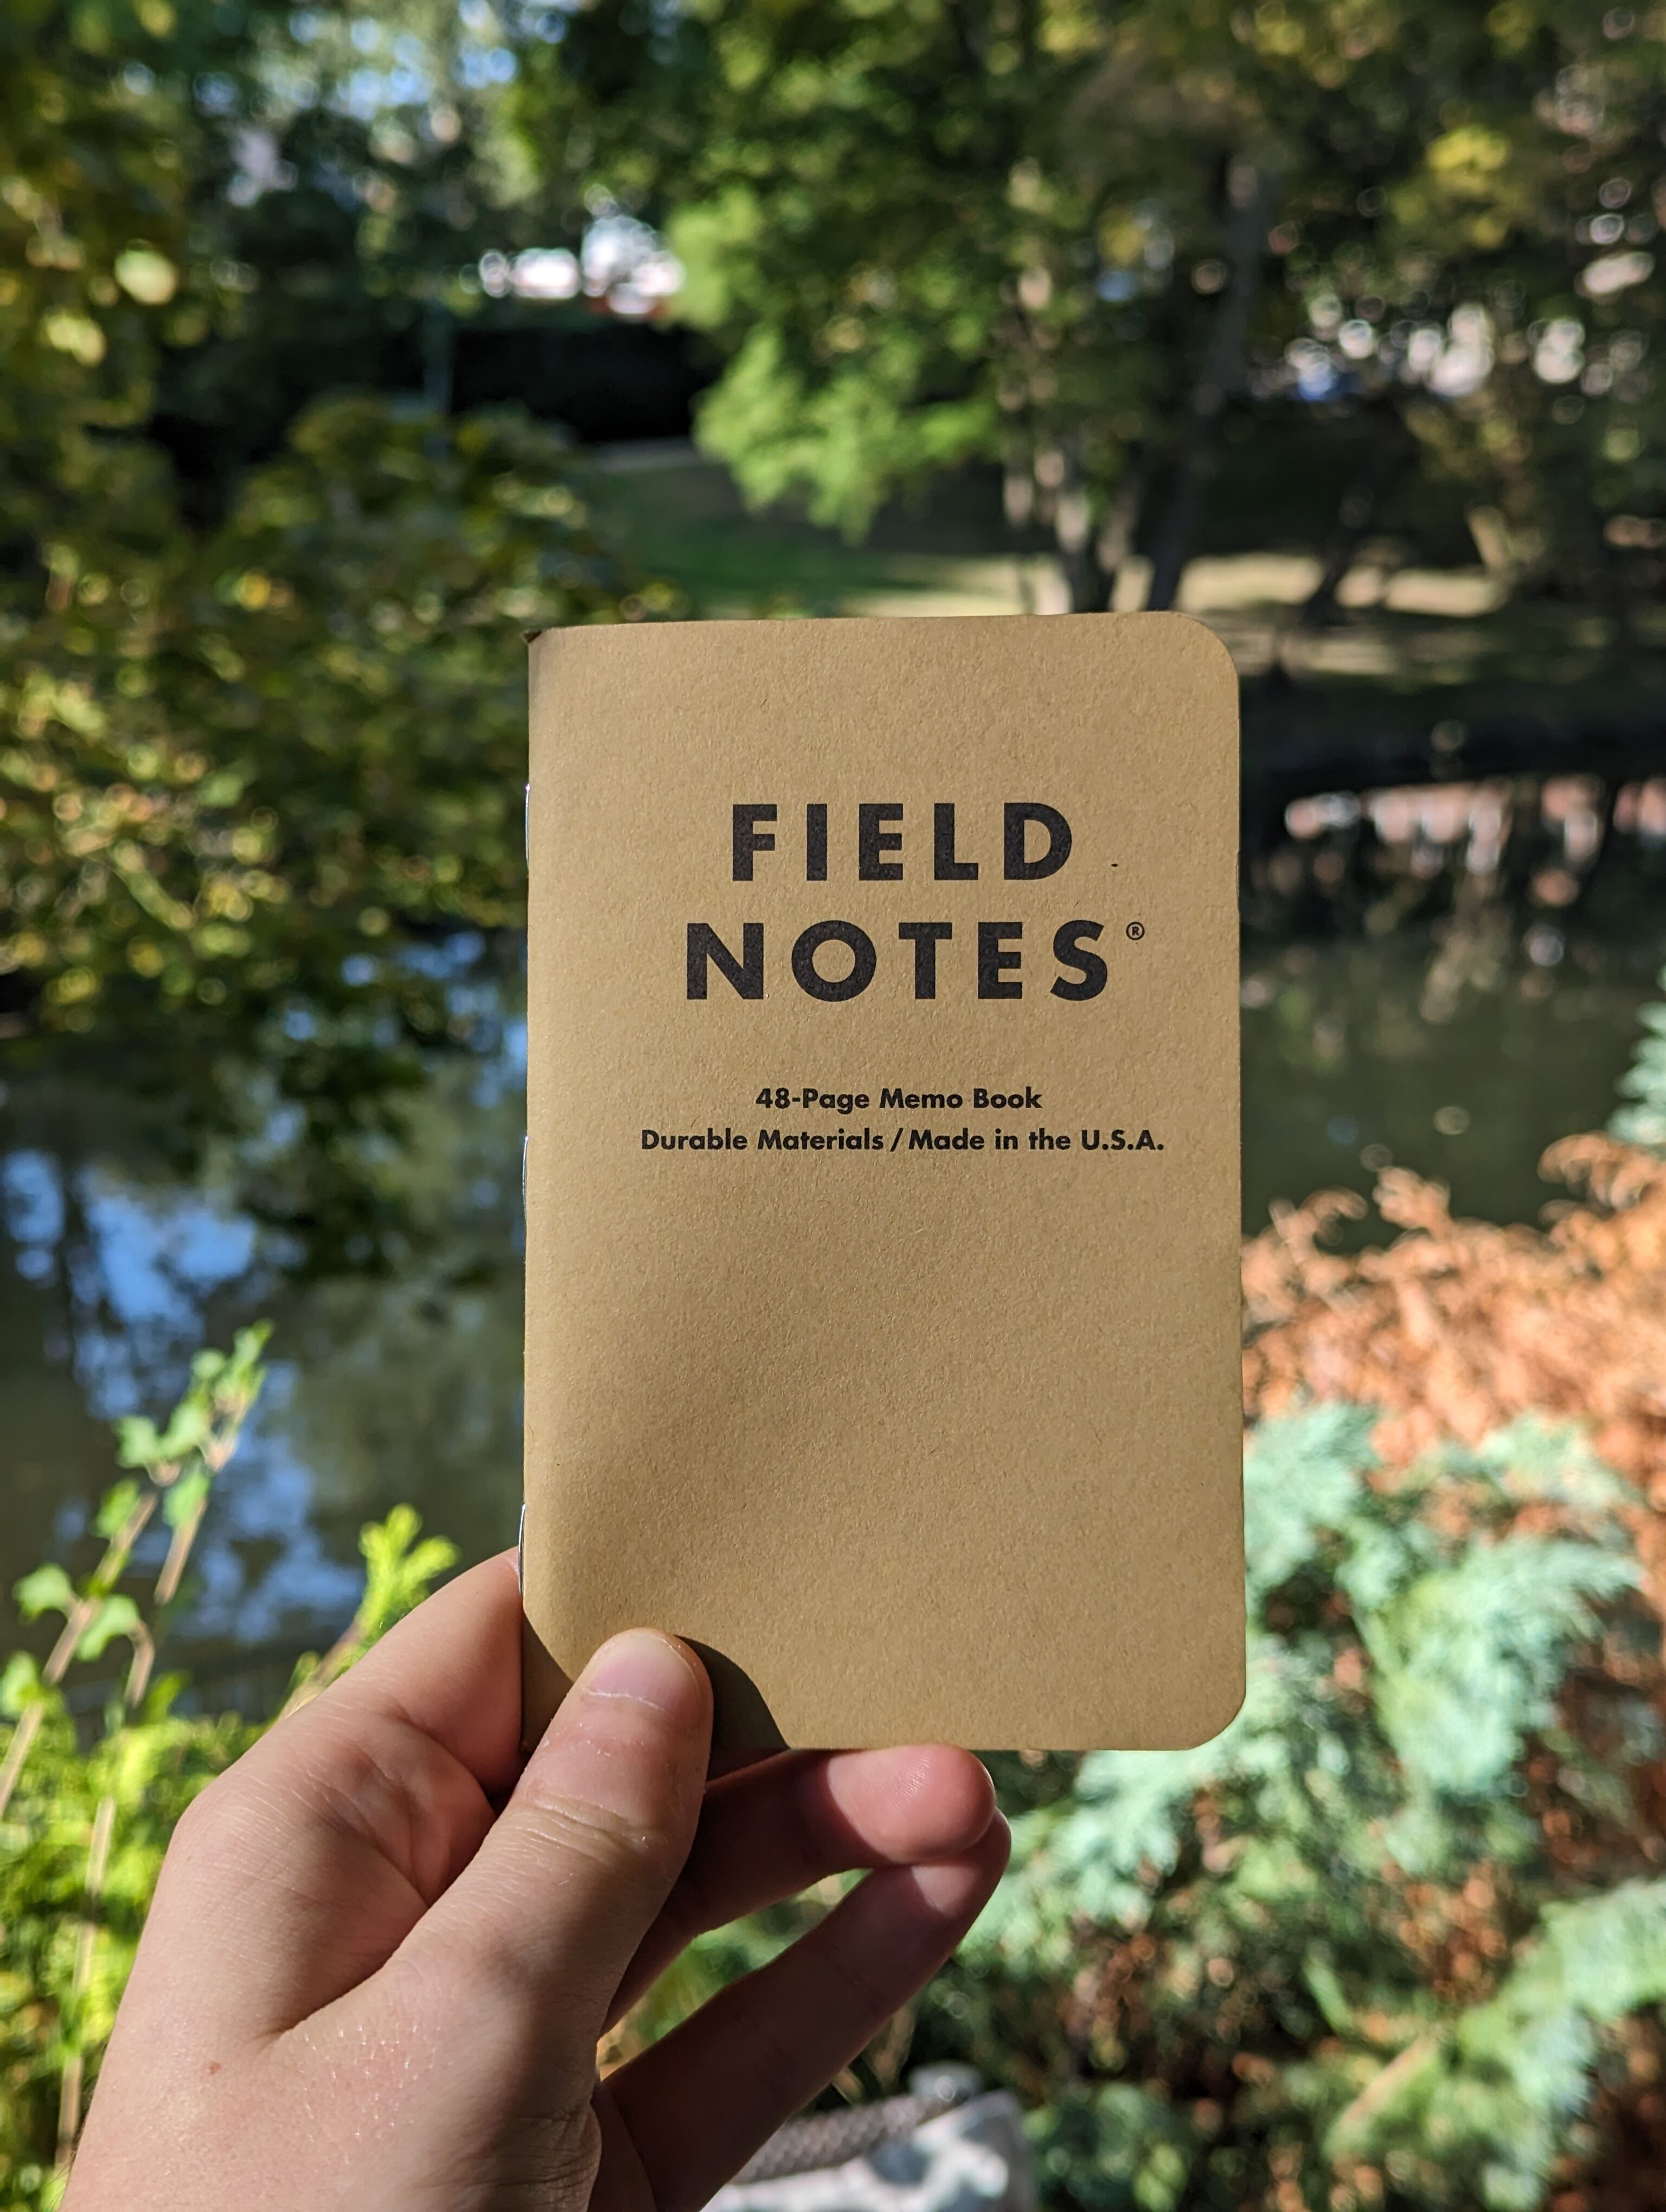 FIELD
NOTES®
48-Page Memo Book
Durable Materials / Made in the U.S.A.